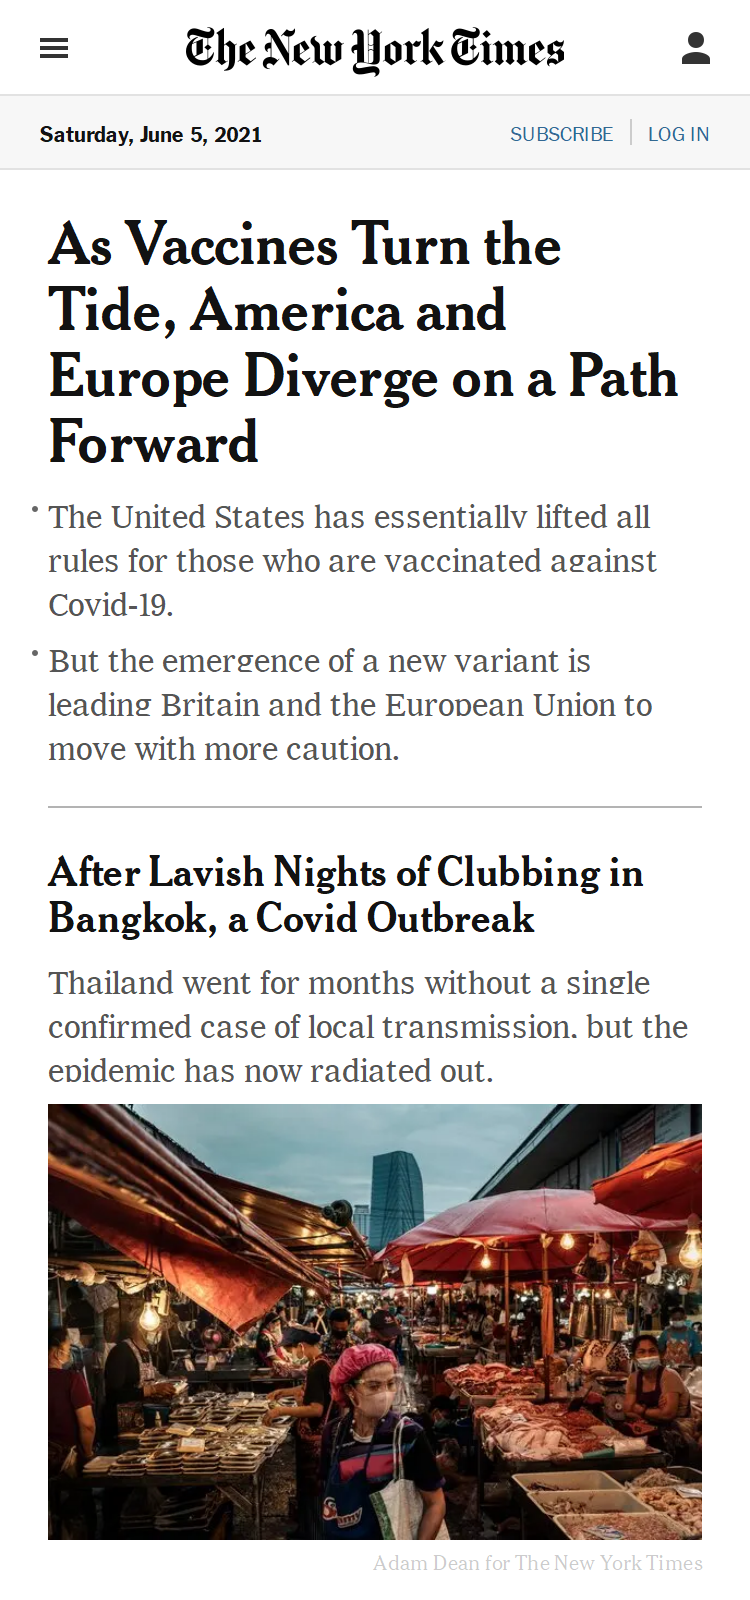 The New York Times
Saturday, June 5, 2021
SUBSCRIBE
LOG IN
As Vaccines Turn the
Tide, America and
Europe Diverge on a Path
Forward
• The United States has essentially lifted all
rules for those who are vaccinated against
Covid-19.
• But the emergence of a new variant is
leading Britain and the European Union to
move with more caution.
After Lavish Nights of Clubbing in
Bangkok, a Covid Outbreak
Thailand went for months without a single
confirmed case of local transmission, but the
epidemic has now radiated out.
Adam Dean for The New York Times